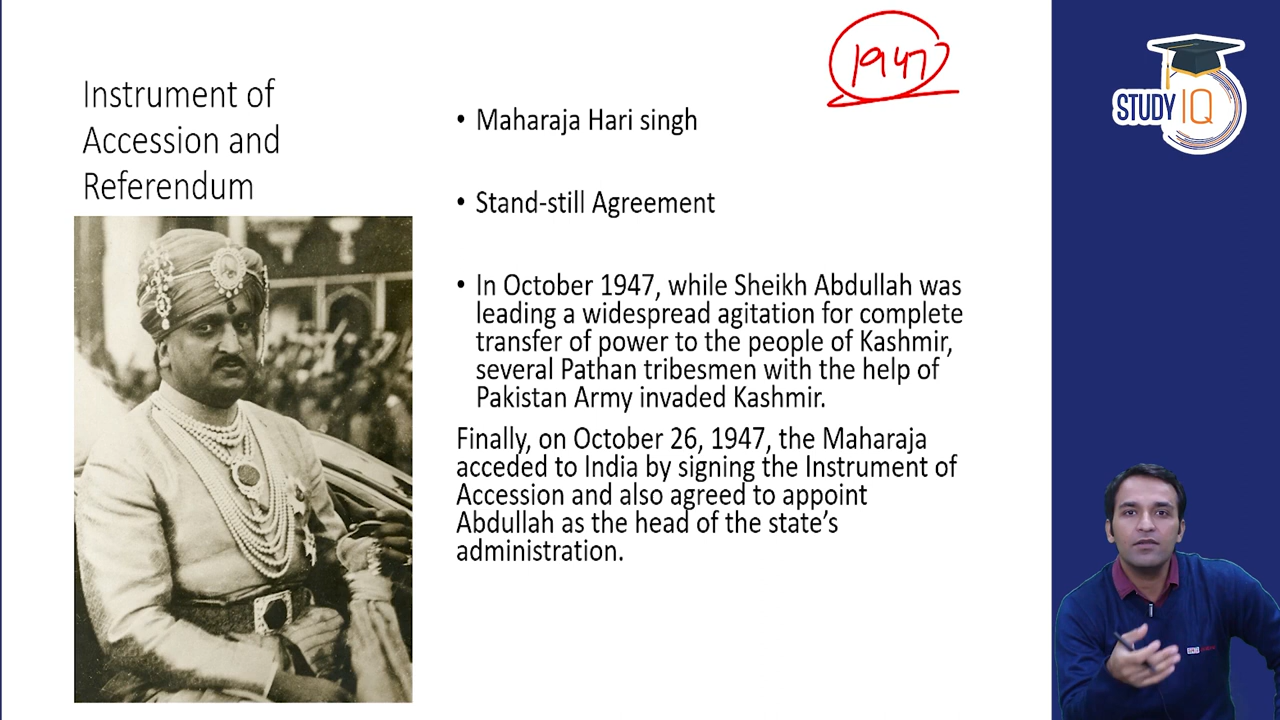 1947
Instrument of
Accession and
Referendum
• Maharaja Hari singh
• Stand-still Agreement
• In October 1947, while Sheikh Abdullah was
leading a widespread agitation for complete
transfer of power to the people of Kashmir,
several Pathan tribesmen with the help of
Pakistan Army invaded Kashmir.
Finally, on October 26, 1947, the Maharaja
acceded to India by signing the Instrument of
Accession and also agreed to appoint
Abdullah as the head of the state’s
administration.
STUDY IQ